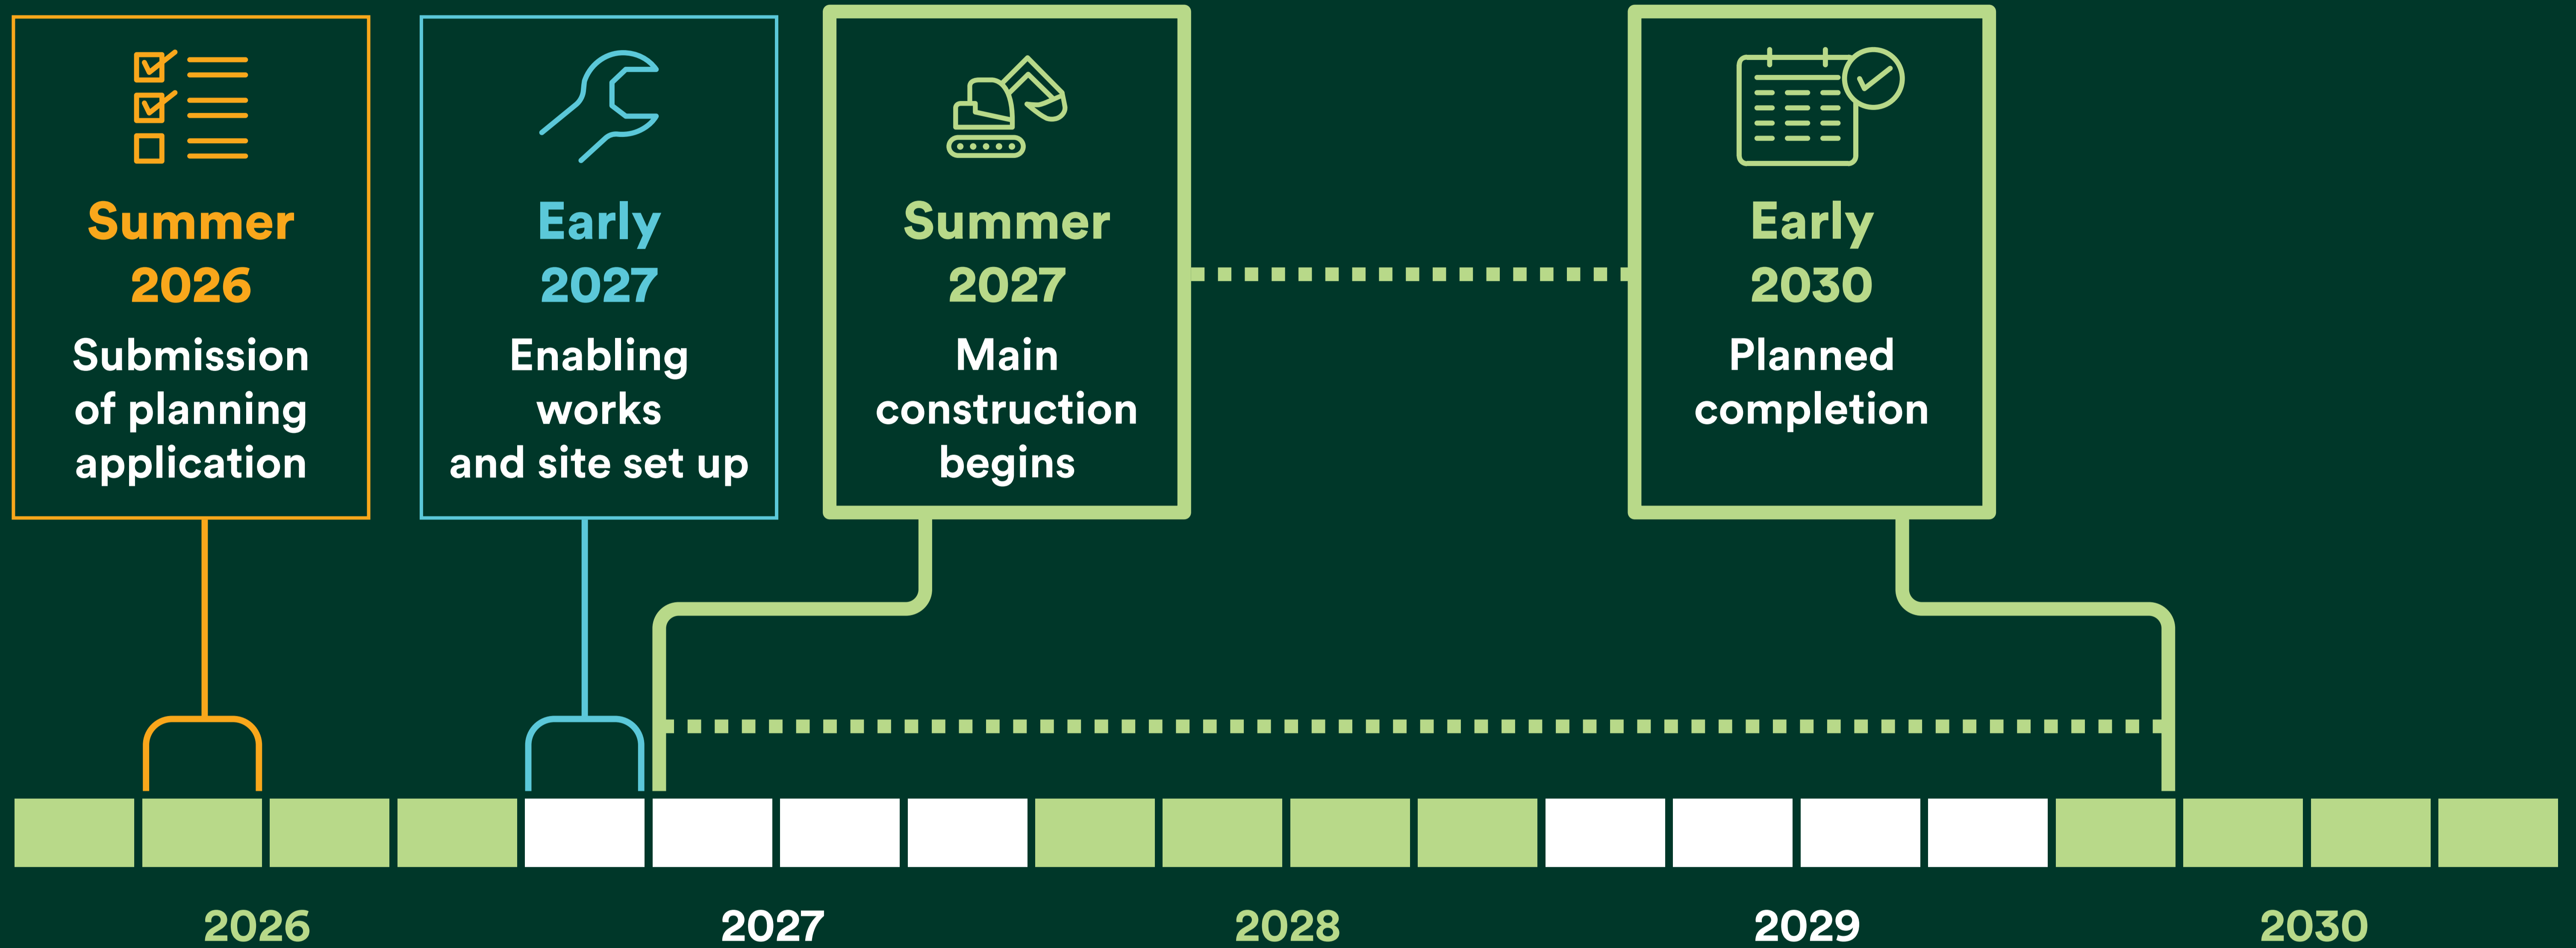 Summer
2026
Submission
of planning
application
Early
2027
Enabling
works
and site set up
Summer
2027
Main
construction
begins
Early
2030
Planned
completion
2026
2027
2028
2029
2030